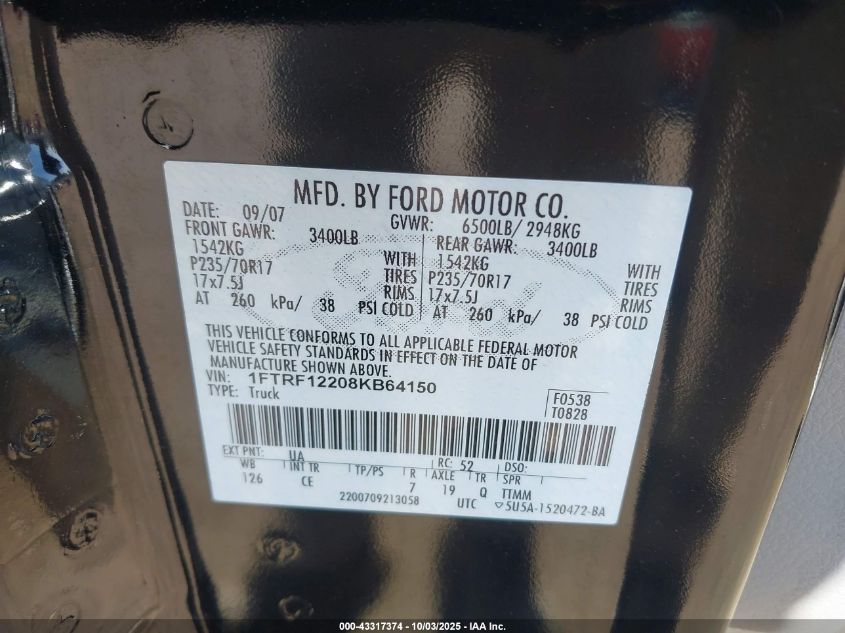 MFD. BY FORD MOTOR CO.
DATE: 09/07 GVWR: 6500LB/ 2948KG
FRONT GAWR: 3400LB REAR GAWR: 3400LB
1542KG WITH 1542KG WITH
P235/70R17 TIRES P235/70R17 TIRES
17x7.5J RIMS 17x7.5J RIMS
AT 260 kPa/ 38 PSI COLD AT 260 kPa/ 38 PSI COLD
Ford
THIS VEHICLE CONFORMS TO ALL APPLICABLE FEDERAL MOTOR
VEHICLE SAFETY STANDARDS IN EFFECT ON THE DATE OF
MANUFACTURE SHOWN ABOVE.
VIN: 1FTRF12208KB64150
TYPE: Truck
F0538
T0828
EXT PNT: UA RC: 52 DSO:
WB INT TR TP/PS R AXLE TR SPR
126 CE 7 19 Q TTMM
2200709213058 UTC 5U5A-1520472-BA
000-43317374 | 10/03/2025 - IAA Inc.